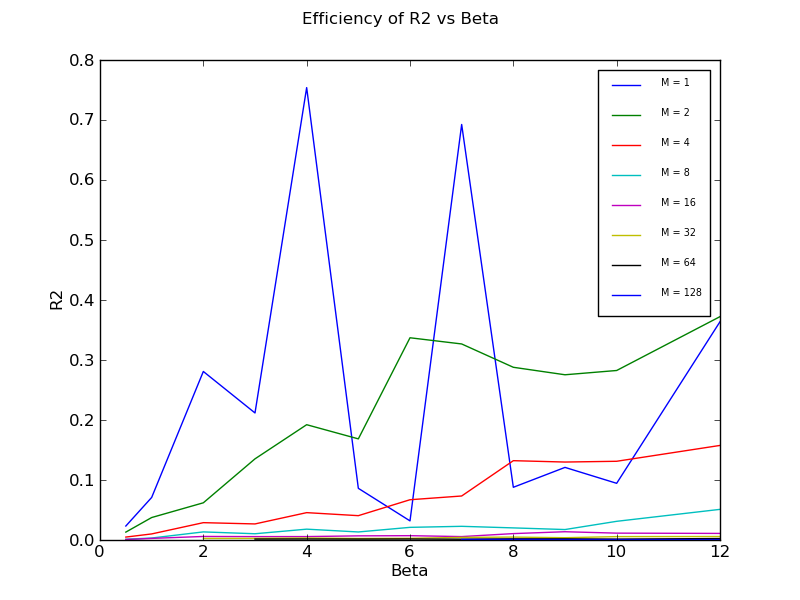 Efficiency of R2 vs Beta
0.8
0.7
0.6
0.5
0.4
0.3
0.2
0.1
0.0
R2
M = 1
M = 2
M = 4
M = 8
M = 16
M = 32
M = 64
M = 128
0 2 4 6 8 10 12
Beta